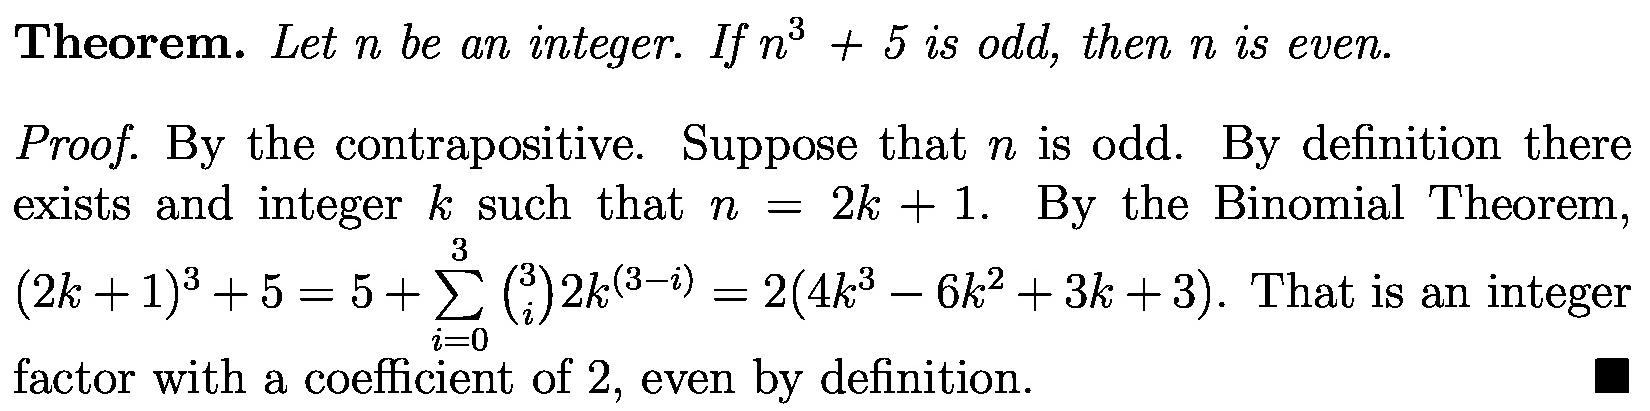 Theorem. Let n be an integer. If n³ + 5 is odd, then n is even.
Proof. By the contrapositive. Suppose that n is odd. By definition there
exists and integer k such that n = 2k + 1. By the Binomial Theorem,
(2k + 1)³ + 5 = 5 + \sum_{i=0}^{3} \binom{3}{i} 2k^{(3−i)} = 2(4k³ − 6k² + 3k + 3). That is an integer
factor with a coefficient of 2, even by definition. ■